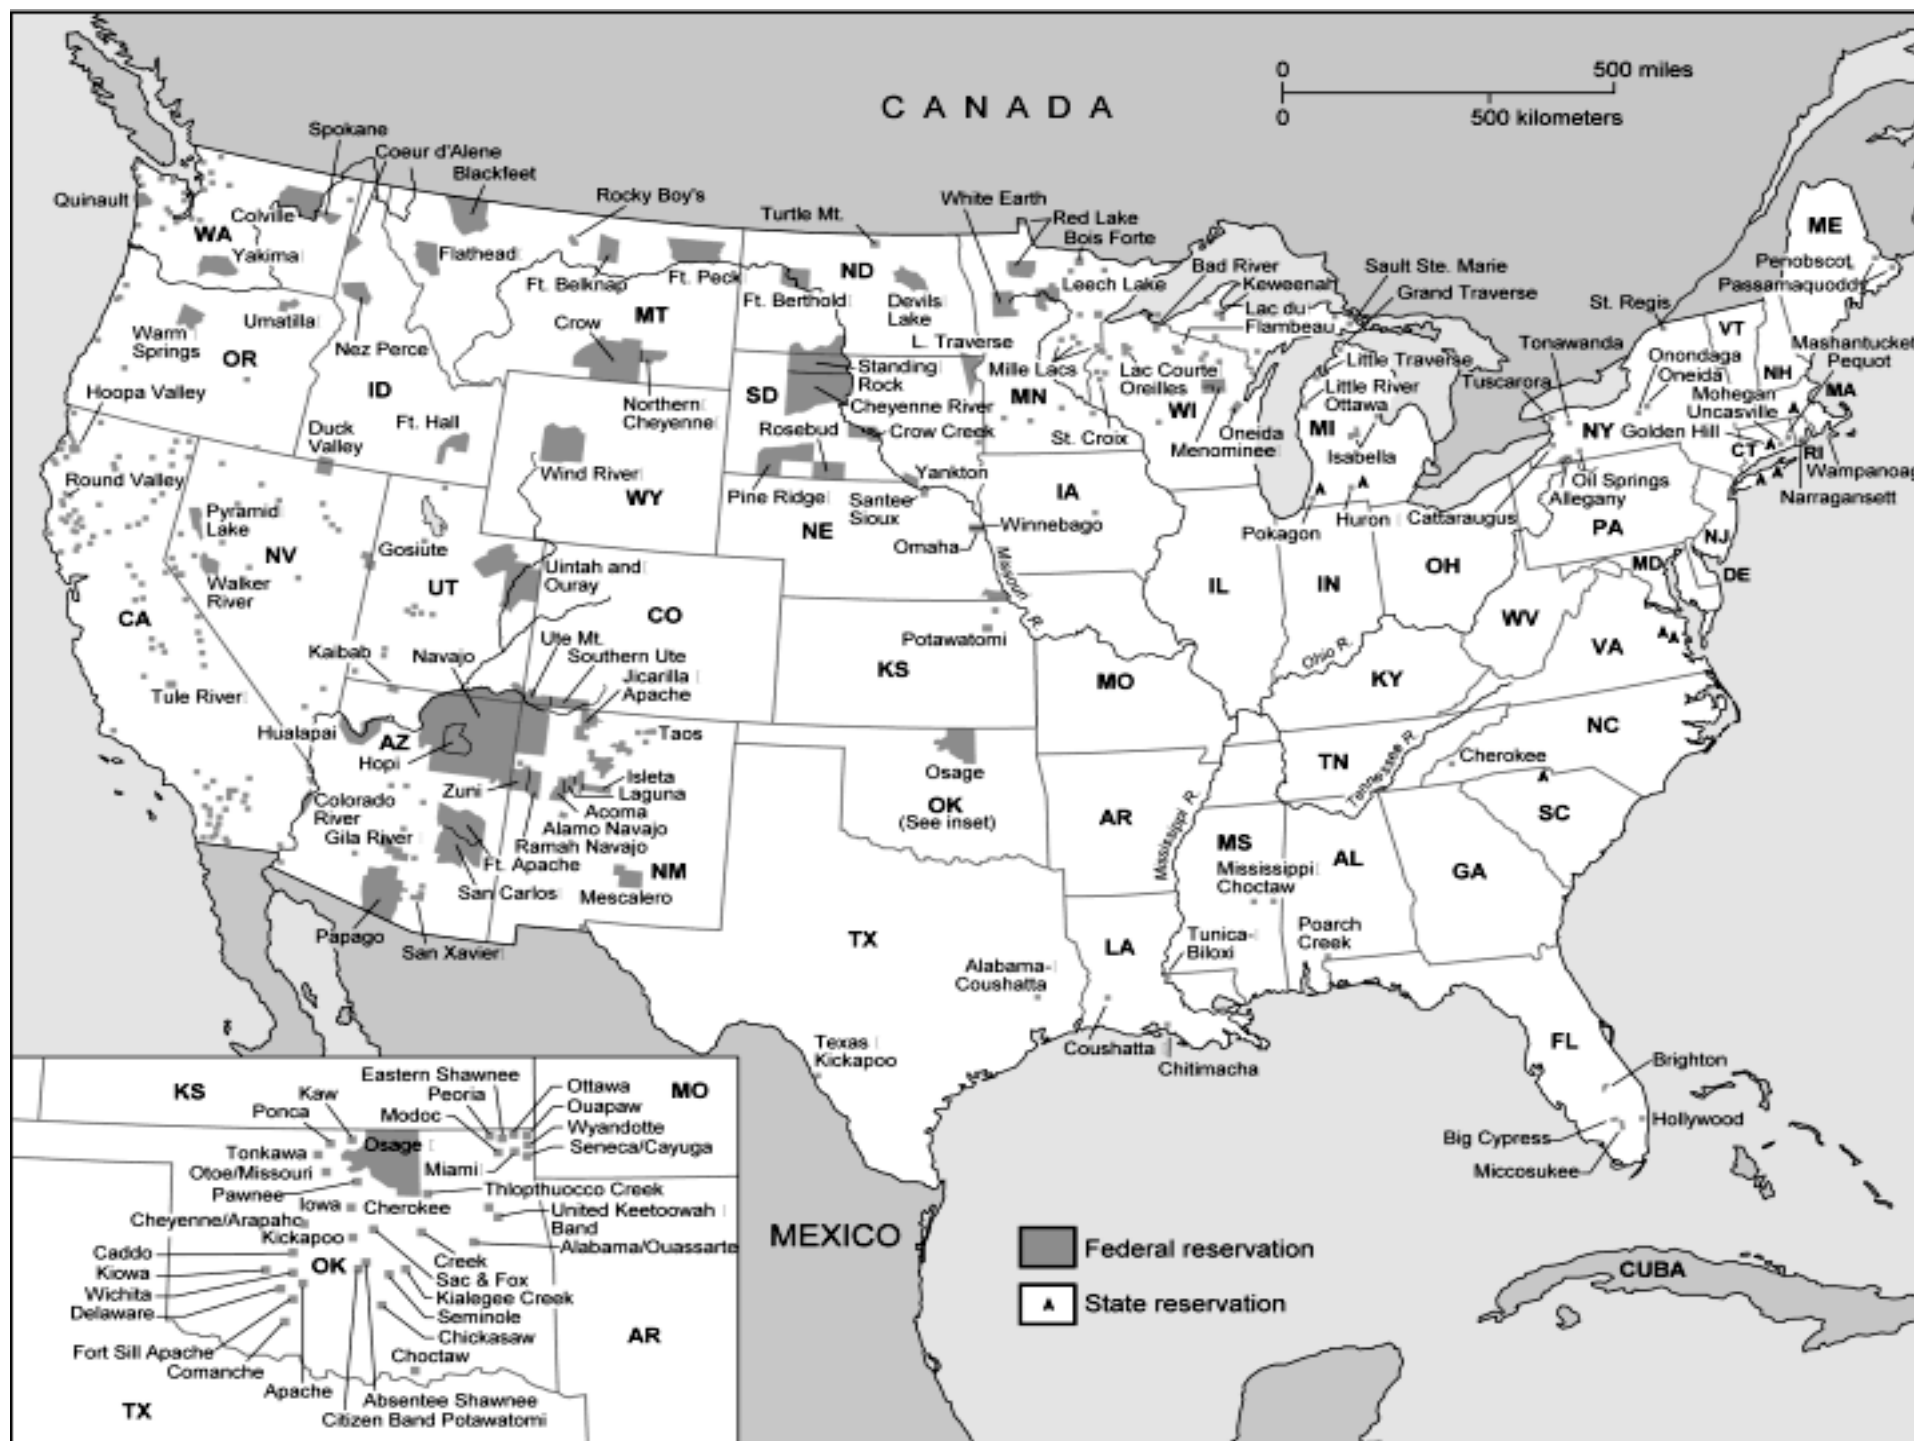 0
500 miles
CANADA
0
500 kilometers
Spokane
Coeur d'Alene
Blackfeet
Rocky Boy's
Turtle Mt.
White Earth
Red Lake
Bois Forte
Quinault
Colville
WA
Yakima
Flathead
Ft. Belknap
Ft. Peck
Ft. Berthold
ND
Devils
Lake
Leech Lake
Bad River
Keweenah
Lac du
Flambeau
Sault Ste. Marie
Grand Traverse
St. Regis
ME
Penobscot
Passamaquoddy
Warm
Springs
Umatilla
OR
Nez Perce
ID
MT
Crow
Northern
Cheyenne
L. Traverse
Standing
Rock
SD
Cheyenne River
Rosebud
Crow Creek
Mille Lacs
MN
St. Croix
Lac Courte
Oreilles
WI
Menominee
Oneida
Little Traverse
Little River
Ottawa
MI
Isabella
Tonawanda
Tuscarora
Onondaga
Oneida
VT
NH
Mashantucket
Pequot
MA
Mohegan
Uncasville
NY
Golden Hill
CT
RI
Wampanoag
Narragansett
Hoopa Valley
Duck
Valley
Ft. Hall
Round Valley
Pyramid
Lake
NV
Walker
River
Gosiute
UT
Wind River
WY
Pine Ridge
Yankton
Santee
Sioux
NE
IA
Winnebago
Omaha
Missouri R.
Pokagon
Huron
Cattaraugus
Oil Springs
Allegany
PA
NJ
MD
DE
Uintah and
Ouray
CO
CA
Kaibab
Navajo
Ute Mt.
Southern Ute
Jicarilla
Apache
Potawatomi
KS
MO
IL
IN
OH
WV
VA
Ohio R.
KY
Tule River
Hualapai
AZ
Hopi
Taos
Zuni
Isleta
Laguna
Acoma
Alamo Navajo
Ramah Navajo
Colorado
River
Gila River
Ft. Apache
San Carlos
NM
Mescalero
Papago
San Xavier
Osage
OK
(See inset)
AR
Mississippi R.
TN
Tennessee R.
Cherokee
NC
SC
MS
Mississippi
Choctaw
AL
GA
TX
LA
Tunica-
Biloxi
Poarch
Creek
Alabama-
Coushatta
Texas
Kickapoo
Coushatta
Chitimacha
FL
Brighton
Hollywood
Big Cypress
Miccosukee
MEXICO
CUBA
Federal reservation
A State reservation
KS
MO
Eastern Shawnee
Peoria
Modoc
Ottawa
Ouapaw
Wyandotte
Seneca/Cayuga
Kaw
Ponca
Osage
Tonkawa
Otoe/Missouri
Pawnee
Miami
Thlopthuocco Creek
Iowa
Cherokee
United Keetoowah
Band
Cheyenne/Arapaho
Kickapoo
Alabama/Ouassarte
Caddo
Kiowa
OK
Creek
Sac & Fox
Wichita
Kialegee Creek
Delaware
Seminole
Chickasaw
AR
Fort Sill Apache
Comanche
Choctaw
Apache
Absentee Shawnee
Citizen Band Potawatomi
TX